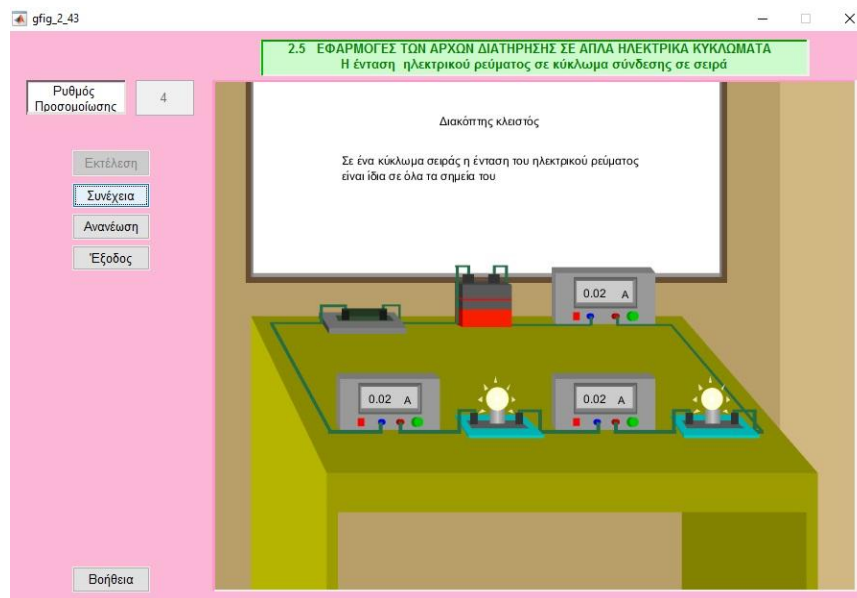 gfig_2_43
2.5 ΕΦΑΡΜΟΓΕΣ ΤΩΝ ΑΡΧΩΝ ΔΙΑΤΗΡΗΣΗΣ ΣΕ ΑΠΛΑ ΗΛΕΚΤΡΙΚΑ ΚΥΚΛΩΜΑΤΑ
Η ένταση ηλεκτρικού ρεύματος σε κύκλωμα σύνδεσης σε σειρά
Ρυθμός
Προσομοίωσης
4
Εκτέλεση
Συνέχεια
Ανανέωση
Έξοδος
Διακόπτης κλειστός
Σε ένα κύκλωμα σειράς η ένταση του ηλεκτρικού ρεύματος
είναι ίδια σε όλα τα σημεία του
0.02 A
0.02 A
0.02 A
Βοήθεια